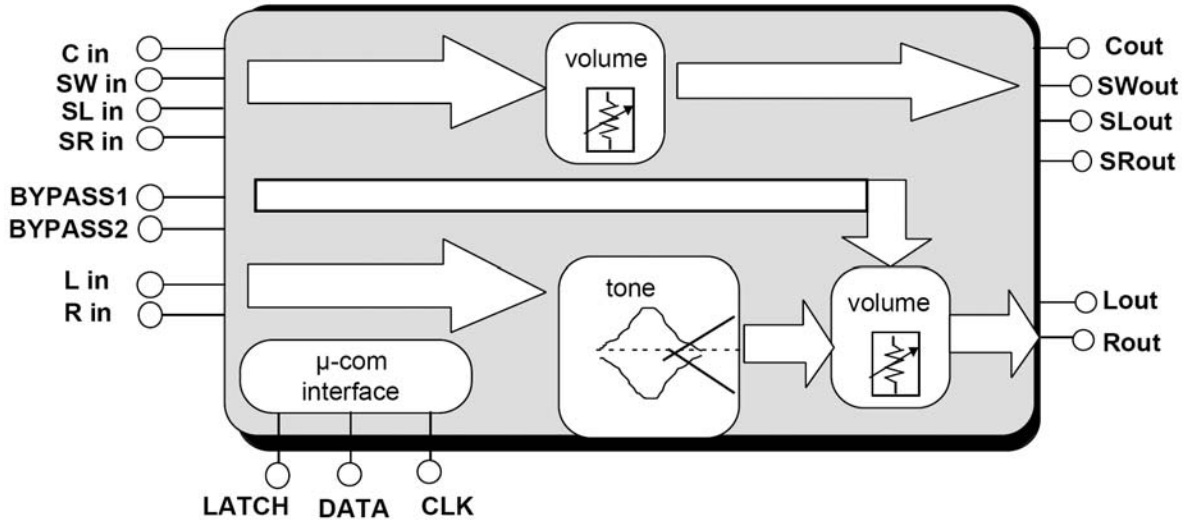 C in
SW in
SL in
SR in
BYPASS1
BYPASS2
L in
R in
volume
tone
volume
µ-com
interface
LATCH
DATA
CLK
Cout
SWout
SLout
SRout
Lout
Rout